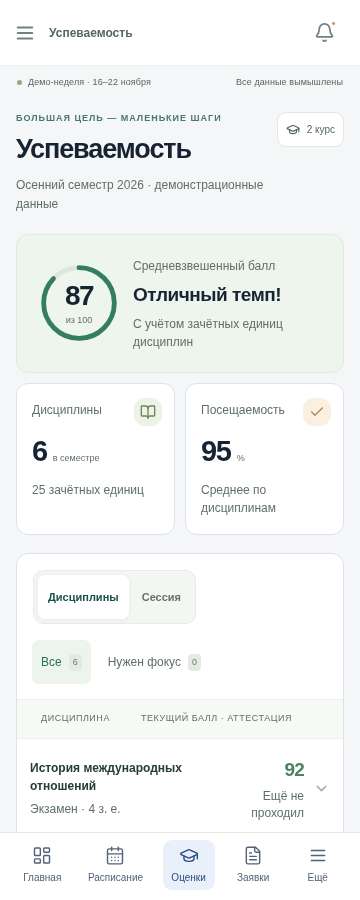 Успеваемость
Демо-неделя · 16–22 ноября
Все данные вымышлены
БОЛЬШАЯ ЦЕЛЬ — МАЛЕНЬКИЕ ШАГИ
2 курс
Успеваемость
Осенний семестр 2026 · демонстрационные
данные
87
из 100
Средневзвешенный балл
Отличный темп!
С учётом зачётных единиц
дисциплин
Дисциплины
6 в семестре
25 зачётных единиц
Посещаемость
95 %
Среднее по
дисциплинам
Дисциплины
Сессия
Все 6
Нужен фокус 0
ДИСЦИПЛИНА
ТЕКУЩИЙ БАЛЛ · АТТЕСТАЦИЯ
История международных
отношений
Экзамен · 4 з. е.
92
Ещё не
проходил
Главная
Расписание
Оценки
Заявки
Ещё